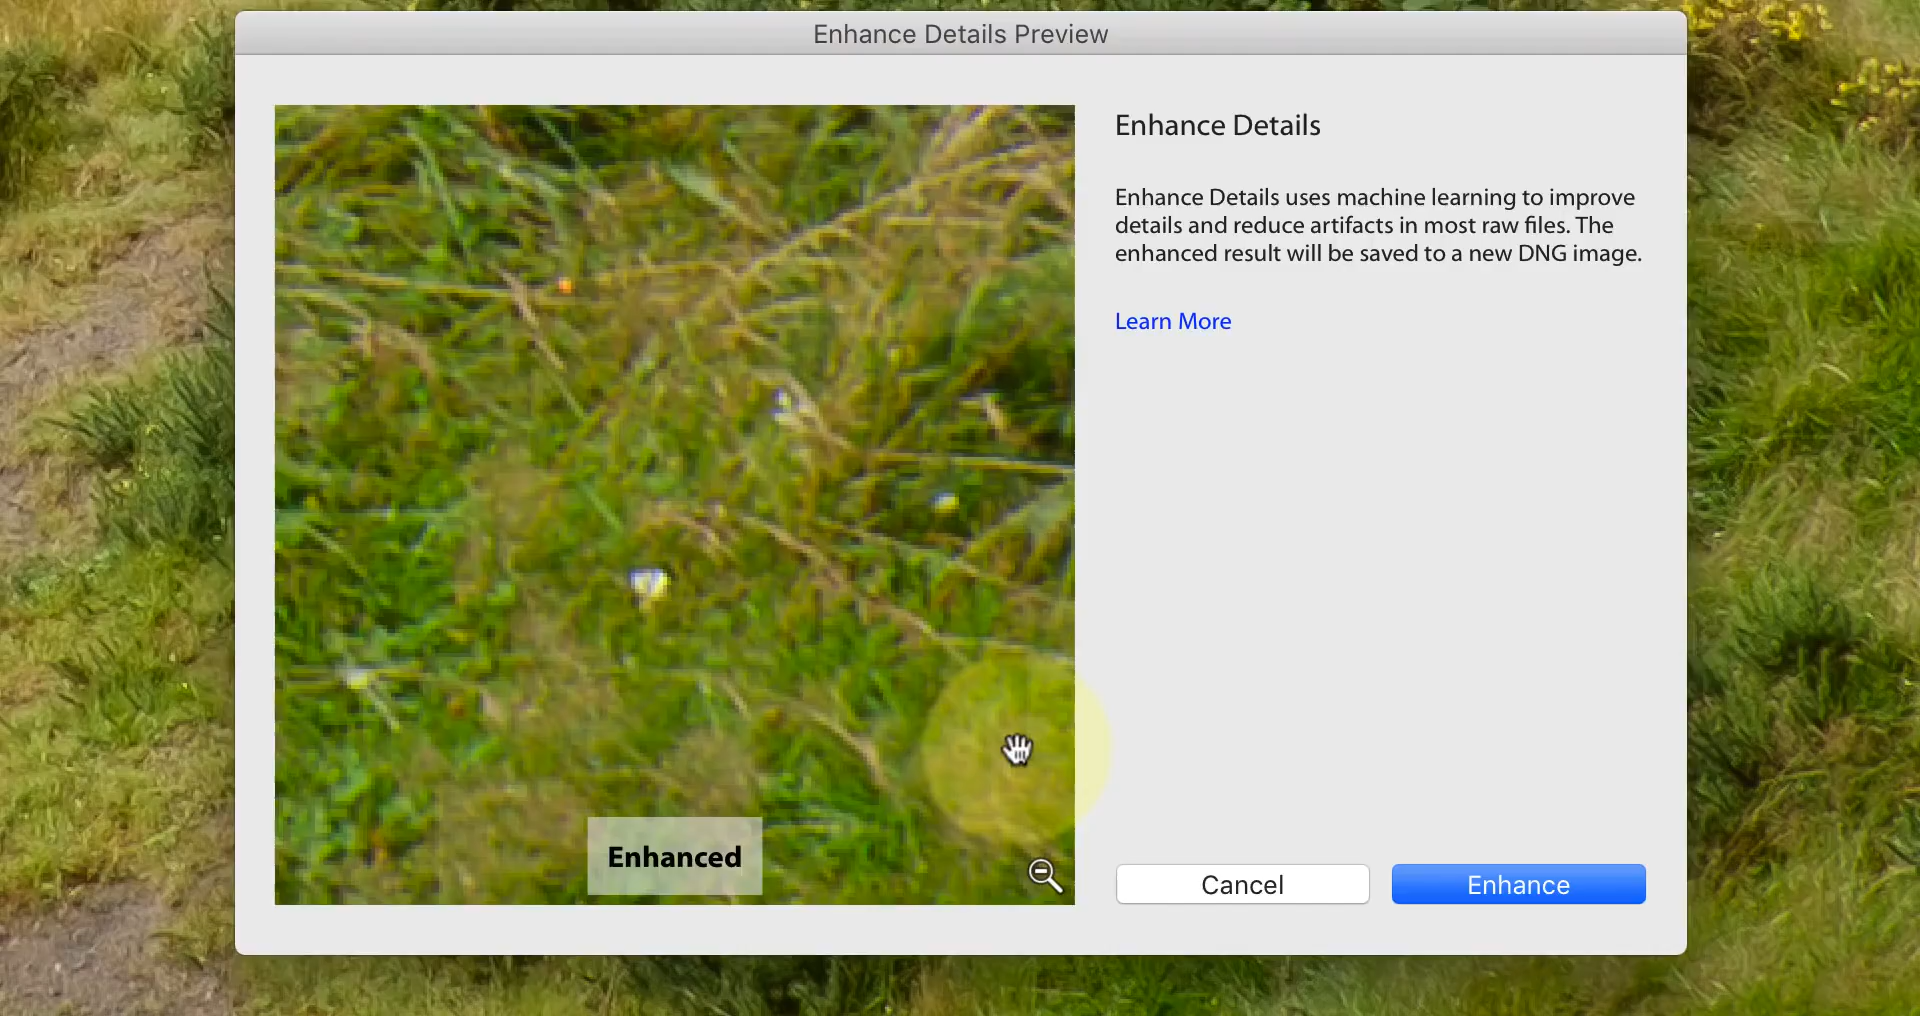 Enhance Details Preview
Enhance Details
Enhance Details uses machine learning to improve
details and reduce artifacts in most raw files. The
enhanced result will be saved to a new DNG image.
Learn More
Enhanced
Cancel
Enhance